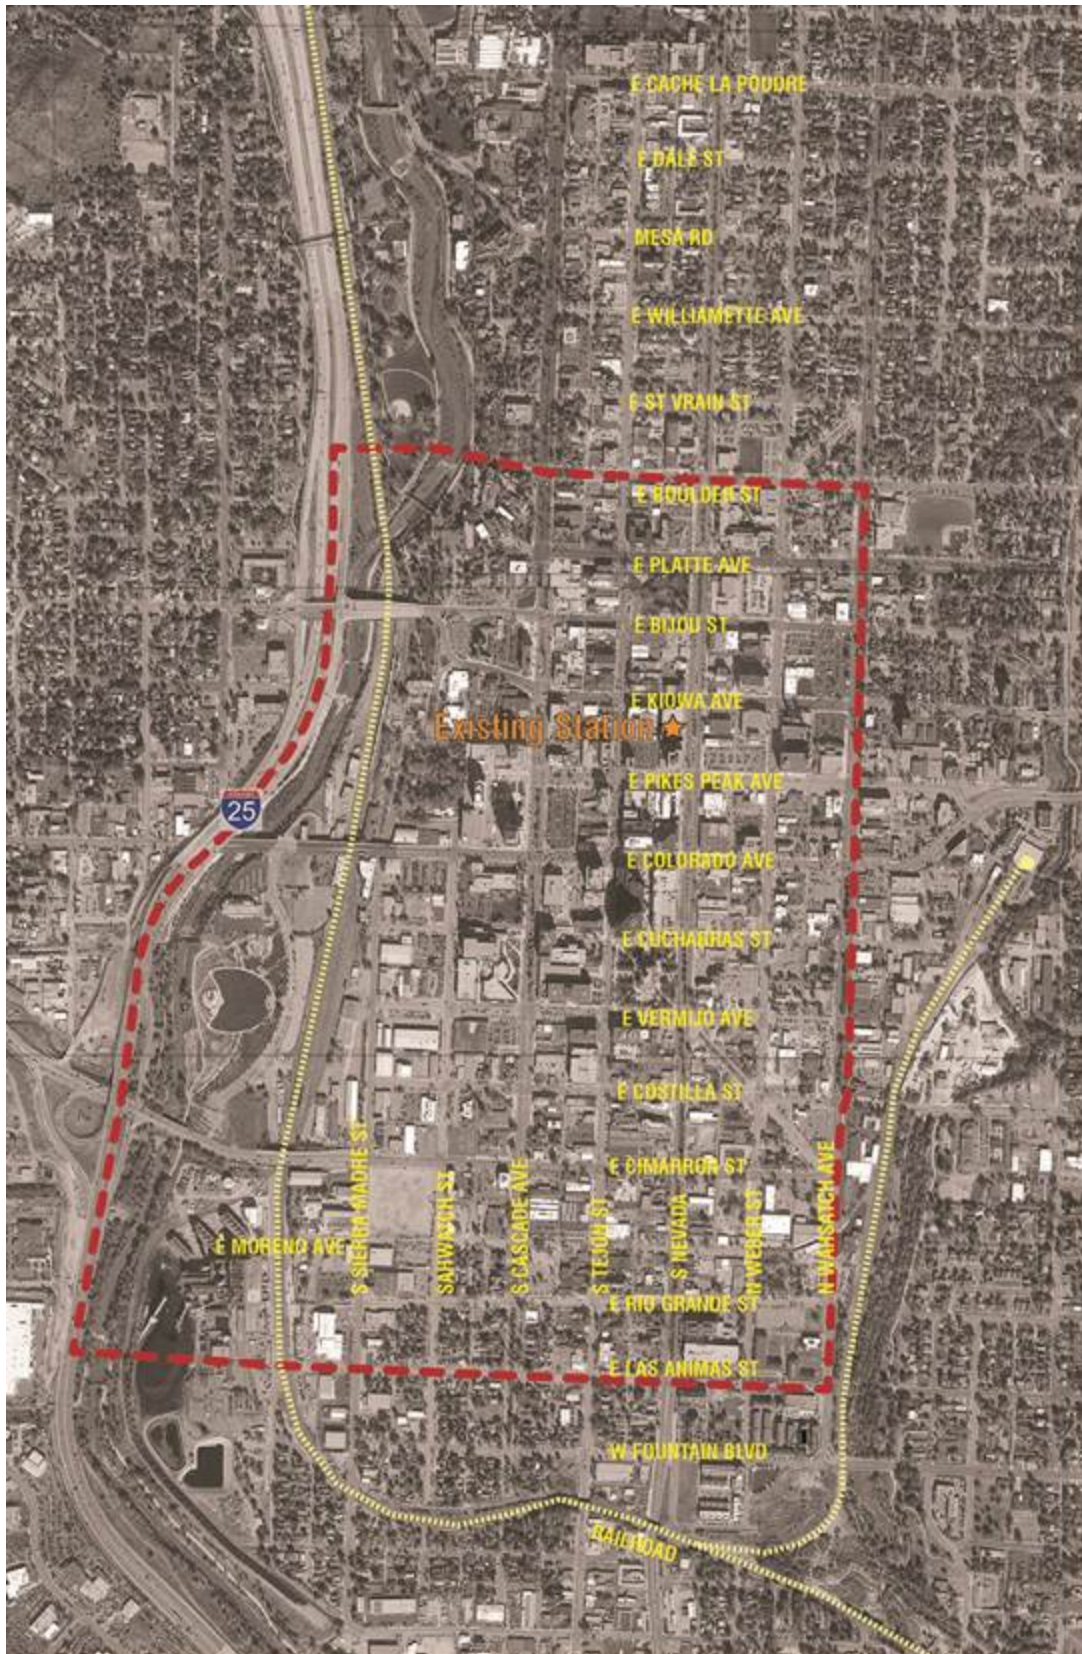 E CACHE LA POUDRE
E DALE ST
MESA RD
E WILLIAMETTE AVE
E ST VRAIN ST
E BOULDER ST
E PLATTE AVE
E BIJOU ST
E KIOWA AVE
Existing Station
E PIKES PEAK AVE
25
E COLORADO AVE
E CUCHARRAS ST
E VERMIJO AVE
E COSTILLA ST
E CIMARRON ST
S SIERRA MADRE ST
SAHWATCH ST
S CASCADE AVE
S TEJON ST
S NEVADA
N WEBER ST
N WAHSATCH AVE
E MORENO AVE
E RIO GRANDE ST
E LAS ANIMAS ST
W FOUNTAIN BLVD
RAILROAD